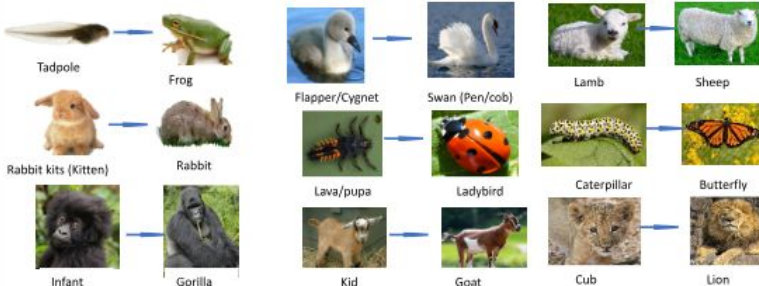 Tadpole
Frog
Flapper/Cygnet
Swan (Pen/cob)
Lamb
Sheep
Rabbit kits (Kitten)
Rabbit
Lava/pupa
Ladybird
Caterpillar
Butterfly
Infant
Gorilla
Kid
Goat
Cub
Lion